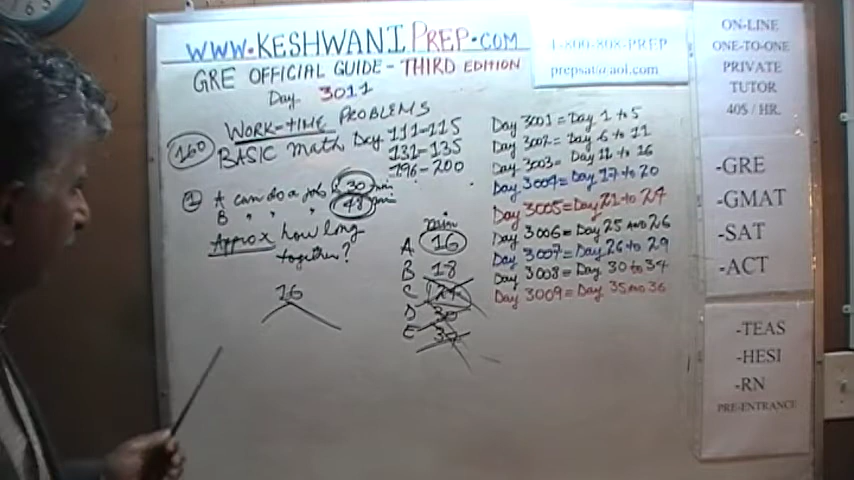 WWW.KESHWANIPREP.COM
1-800-808-PREP
prepsat@aol.com
GRE OFFICIAL GUIDE - THIRD EDITION
Day 3011
WORK-TIME PROBLEMS
160 BASIC Math Day 111-115
131-135
196-200
1 A can do a job 30 min
B " " " 48 min
Approx how long
together?
16
min
A 16
B 18
C 24
D 30
E
Day 3001 = Day 1 to 5
Day 3002 = Day 6 to 11
Day 3003 = Day 12 to 16
Day 3004 = Day 17 to 20
Day 3005 = Day 21 to 24
Day 3006 = Day 25 AND 26
Day 3007 = Day 26 to 29
Day 3008 = Day 30 to 34
Day 3009 = Day 35 AND 36
ON-LINE
ONE-TO-ONE
PRIVATE
TUTOR
40$ / HR.
-GRE
-GMAT
-SAT
-ACT
-TEAS
-HESI
-RN
PRE-ENTRANCE